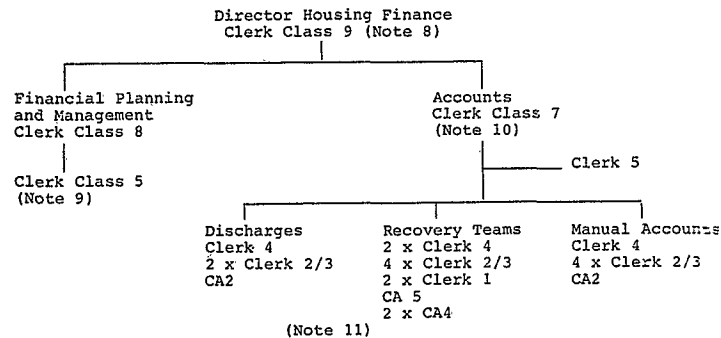 Director Housing Finance
Clerk Class 9 (Note 8)
Financial Planning
and Management
Clerk Class 8
Clerk Class 5
(Note 9)
Accounts
Clerk Class 7
(Note 10)
Clerk 5
Discharges
Clerk 4
2 x Clerk 2/3
CA2
Recovery Teams
2 x Clerk 4
4 x Clerk 2/3
2 x Clerk 1
CA 5
2 x CA4
Manual Accounts
Clerk 4
4 x Clerk 2/3
CA2
(Note 11)